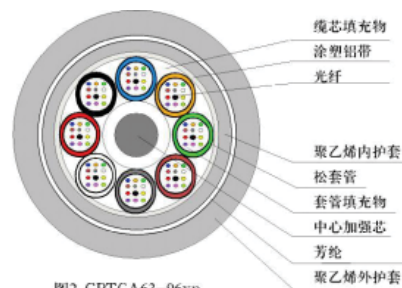 缆芯填充物
涂塑铝带
光纤
聚乙烯内护套
松套管
套管填充物
中心加强芯
芳纶
聚乙烯外护套